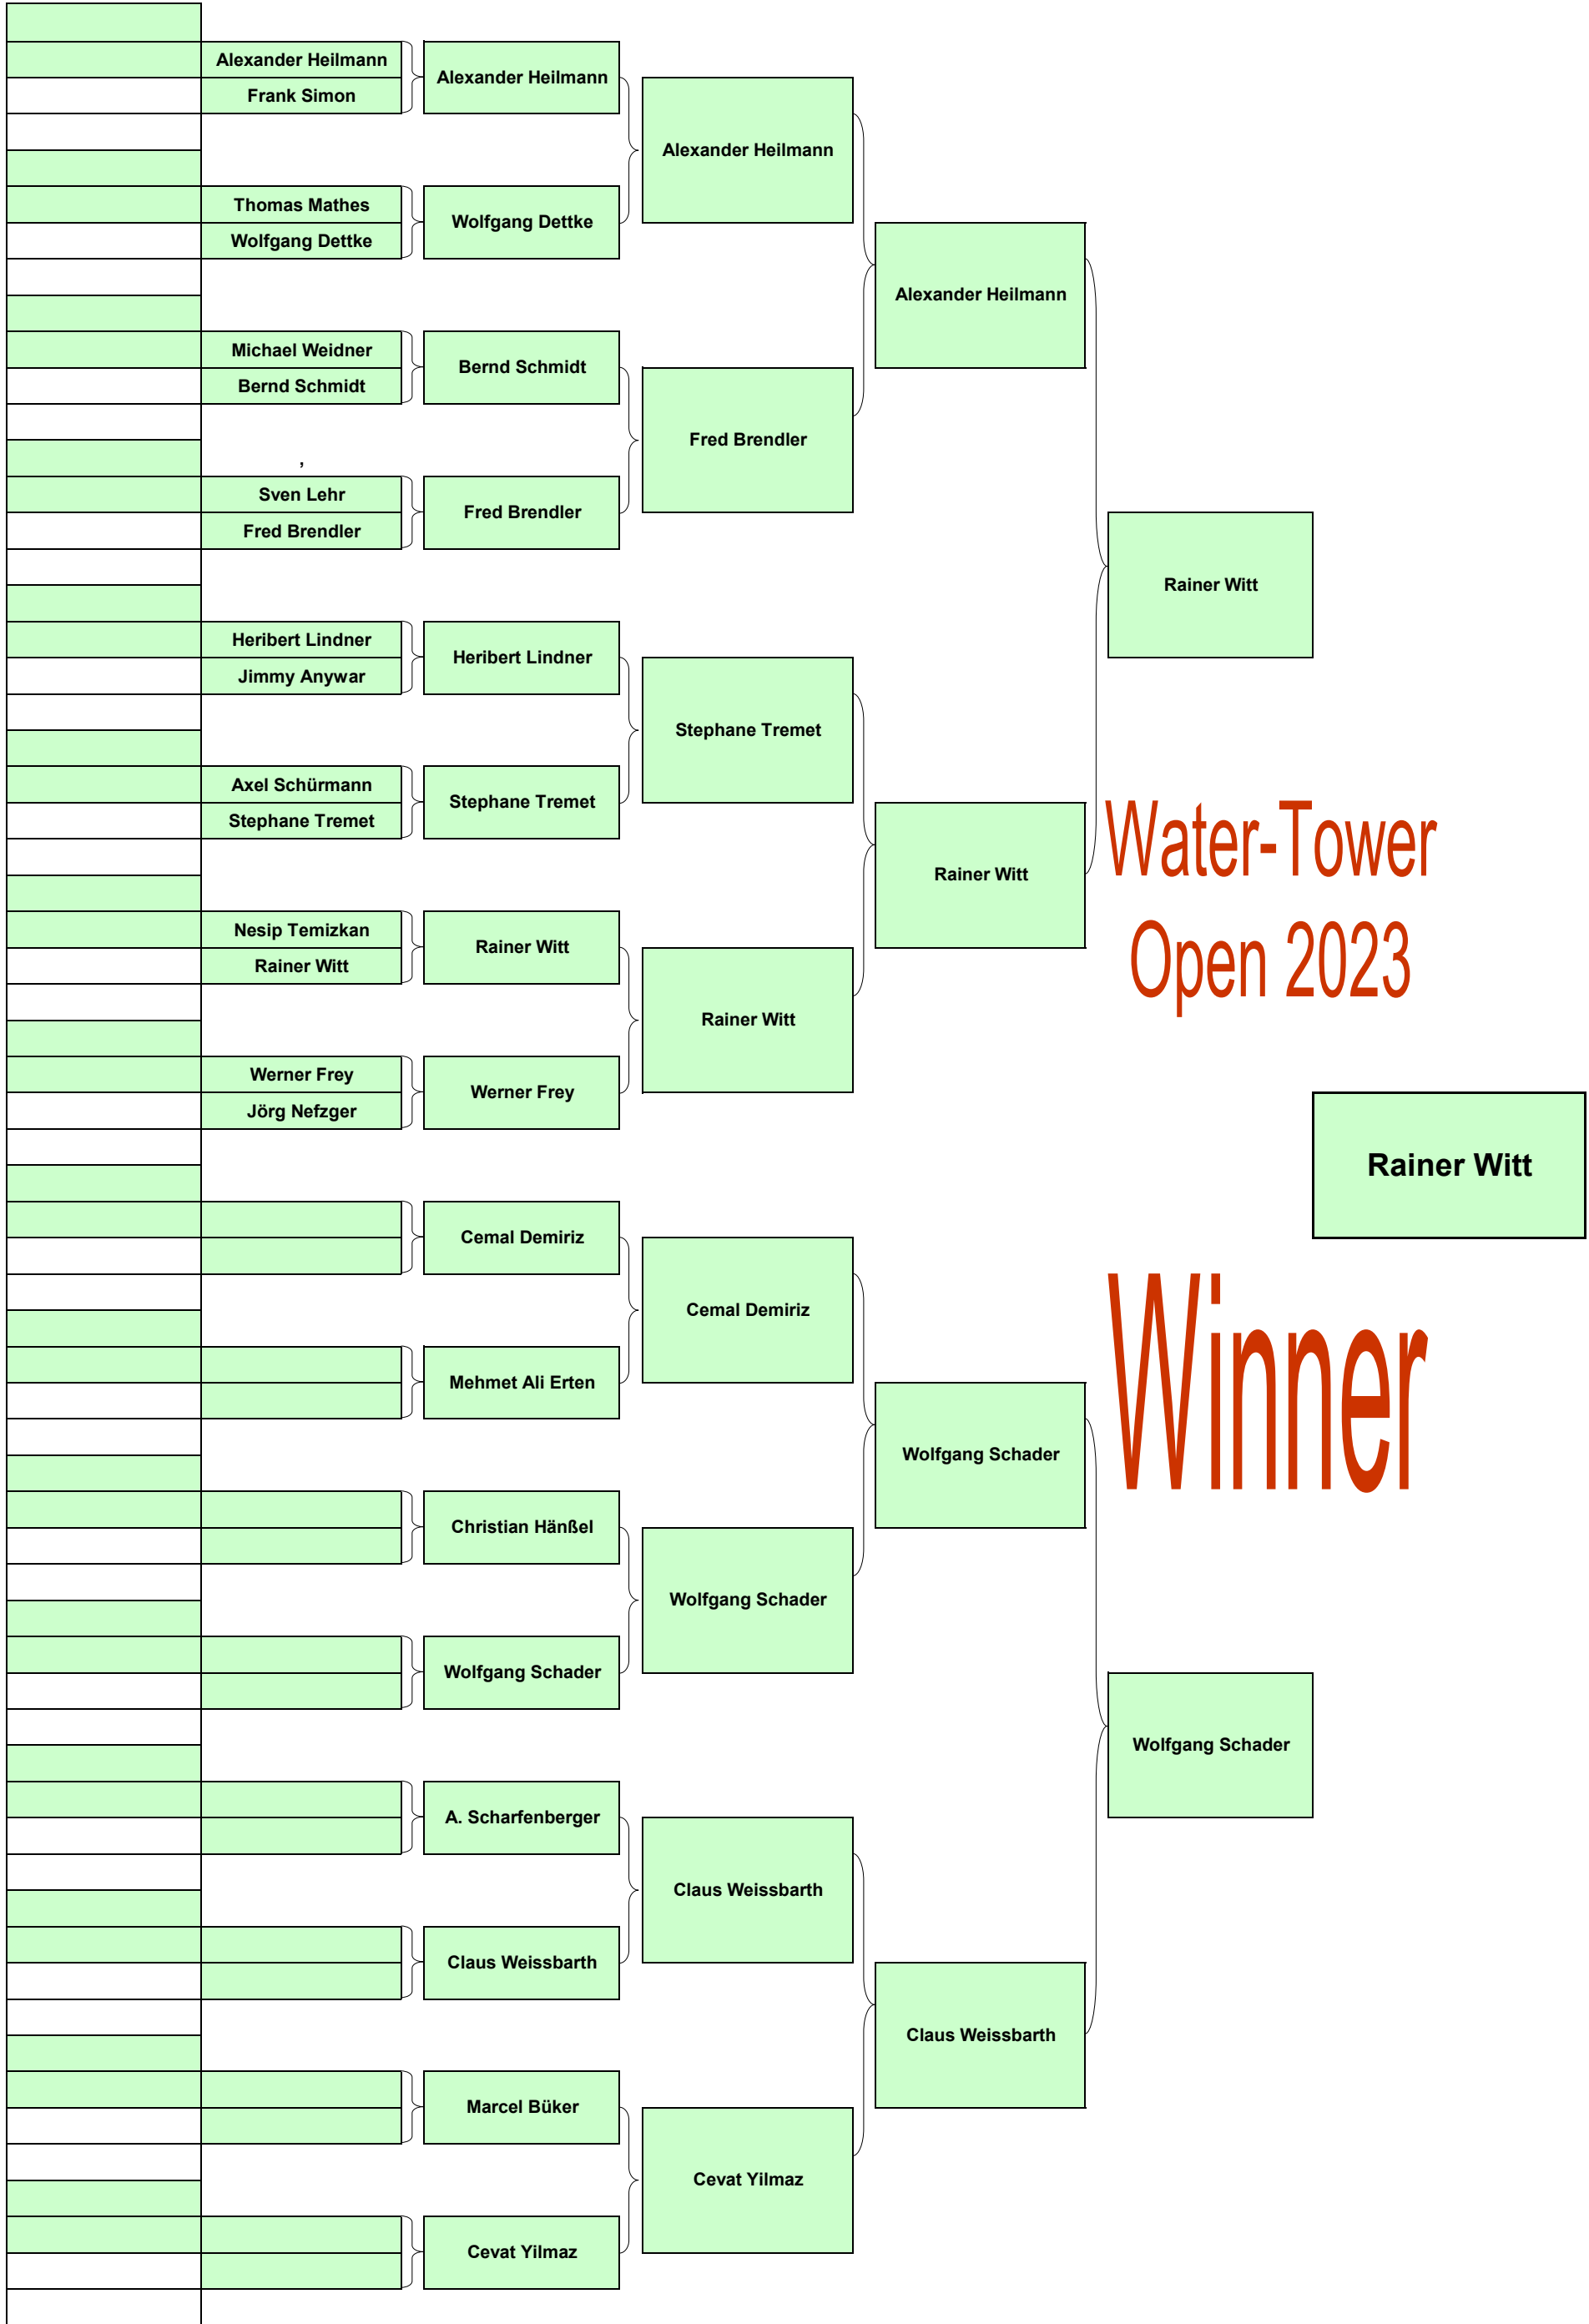 Alexander Heilmann
Frank Simon
Alexander Heilmann
Alexander Heilmann
Thomas Mathes
Wolfgang Dettke
Wolfgang Dettke
Alexander Heilmann
Michael Weidner
Bernd Schmidt
Bernd Schmidt
Fred Brendler
,
Sven Lehr
Fred Brendler
Fred Brendler
Rainer Witt
Heribert Lindner
Jimmy Anywar
Heribert Lindner
Stephane Tremet
Axel Schürmann
Stephane Tremet
Stephane Tremet
Rainer Witt
Water-Tower
Open 2023
Nesip Temizkan
Rainer Witt
Rainer Witt
Rainer Witt
Werner Frey
Jörg Nefzger
Werner Frey
Rainer Witt
Cemal Demiriz
Cemal Demiriz
Mehmet Ali Erten
Winner
Wolfgang Schader
Christian Hänßel
Wolfgang Schader
Wolfgang Schader
Wolfgang Schader
A. Scharfenberger
Claus Weissbarth
Claus Weissbarth
Claus Weissbarth
Marcel Büker
Cevat Yilmaz
Cevat Yilmaz